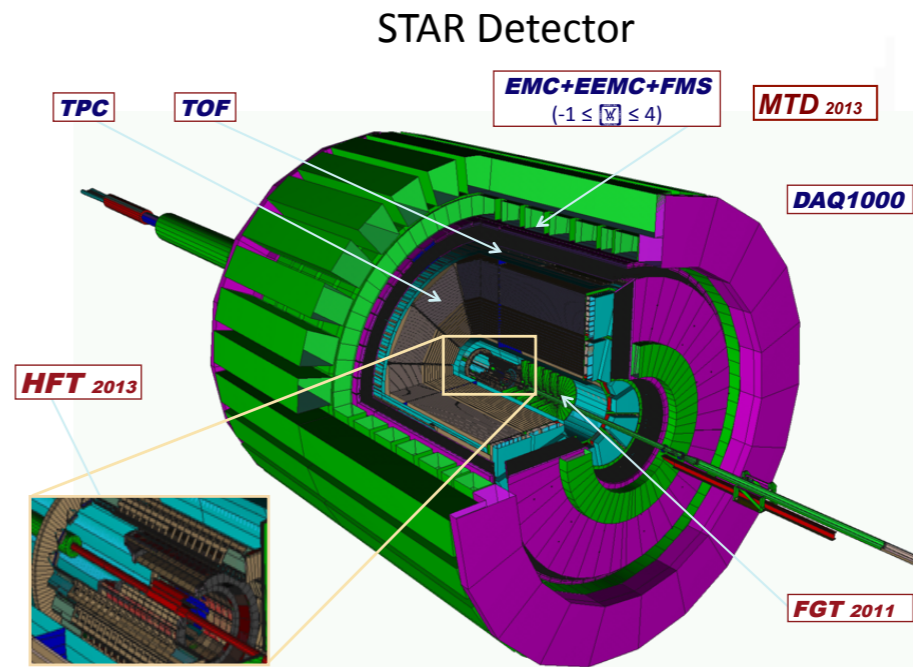 STAR Detector
TPC
TOF
EMC+EEMC+FMS
(-1 ≤ ≤ 4)
MTD 2013
DAQ1000
HFT 2013
FGT 2011